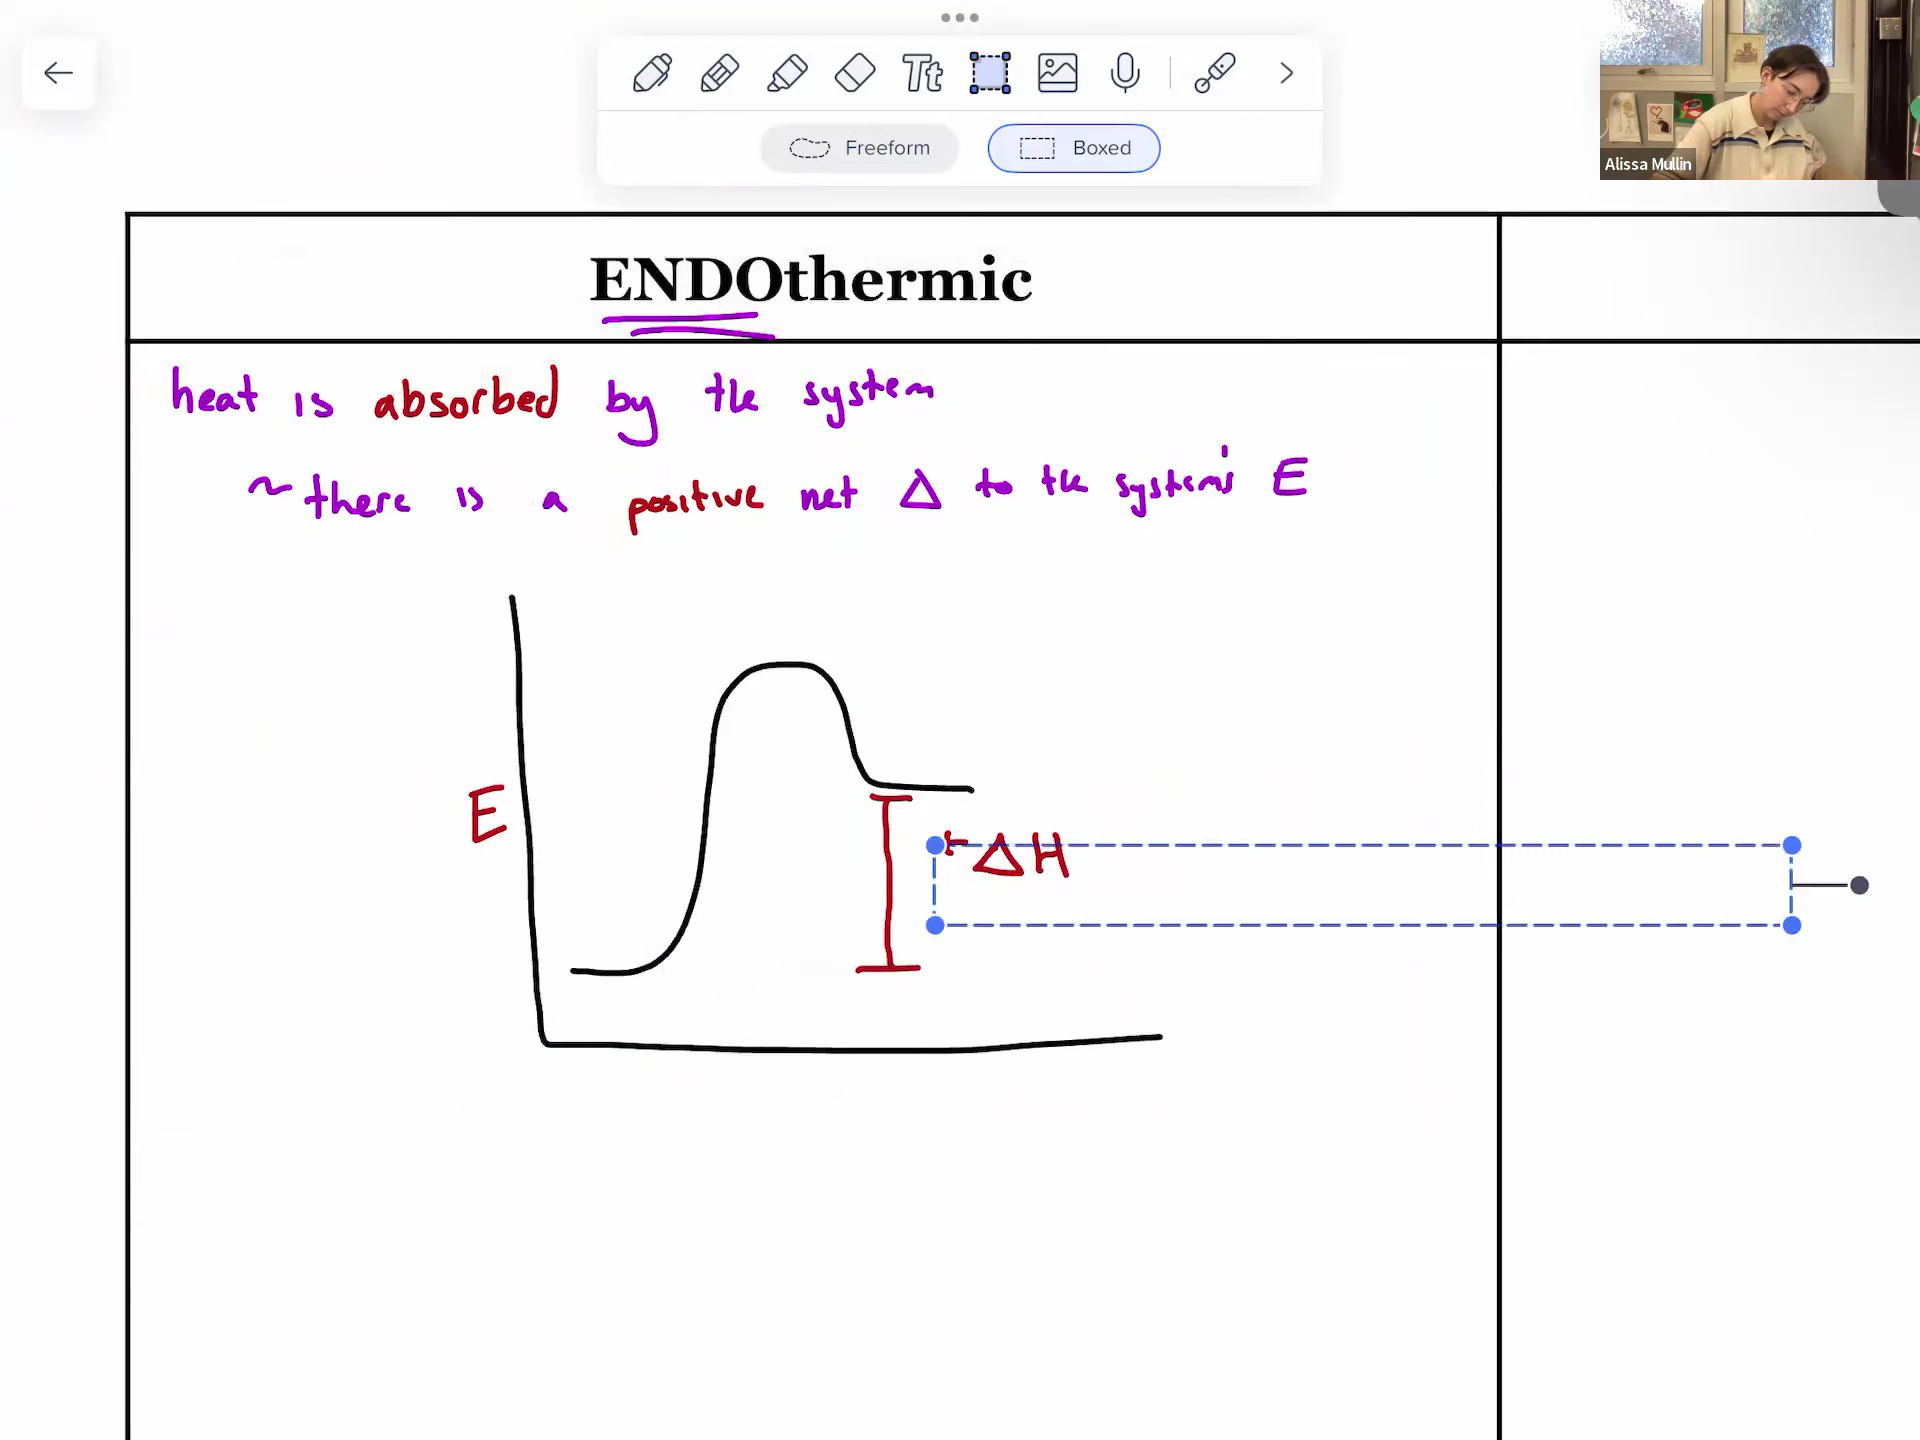 Tt
Freeform Boxed
Alissa Mullin
ENDOthermic
heat is absorbed by the system
~ there is a positive net Δ to the system's E
E
+ΔH